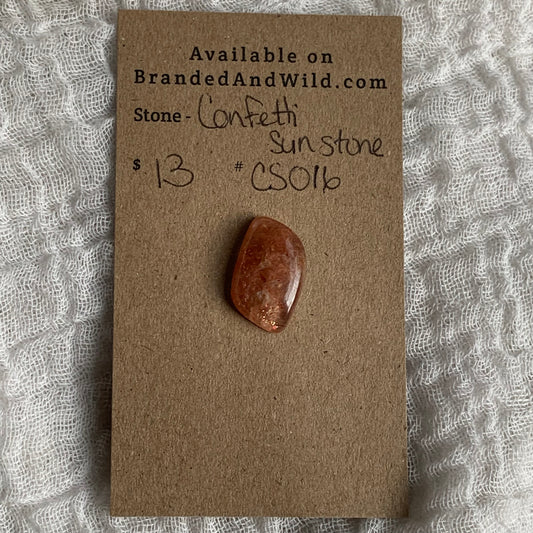 Available on
BrandedAndWild.com
Stone - Confetti
Sunstone
$ 13 # CS016